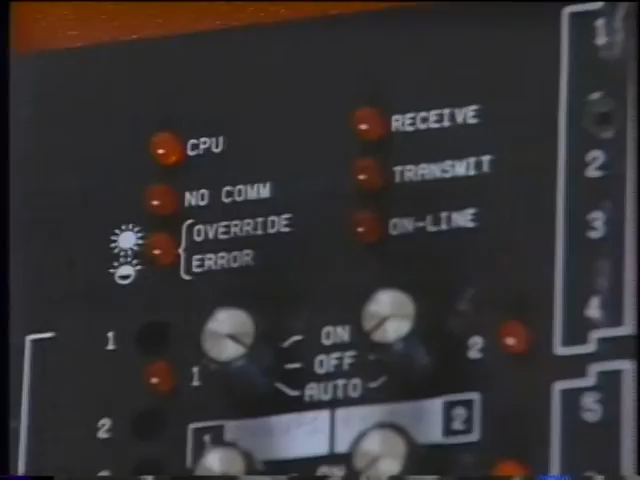 CPU
NO COMM
OVERRIDE
ERROR
RECEIVE
TRANSMIT
ON-LINE
1
2
3
4
5
1
1
2
ON
OFF
AUTO
2
1
2